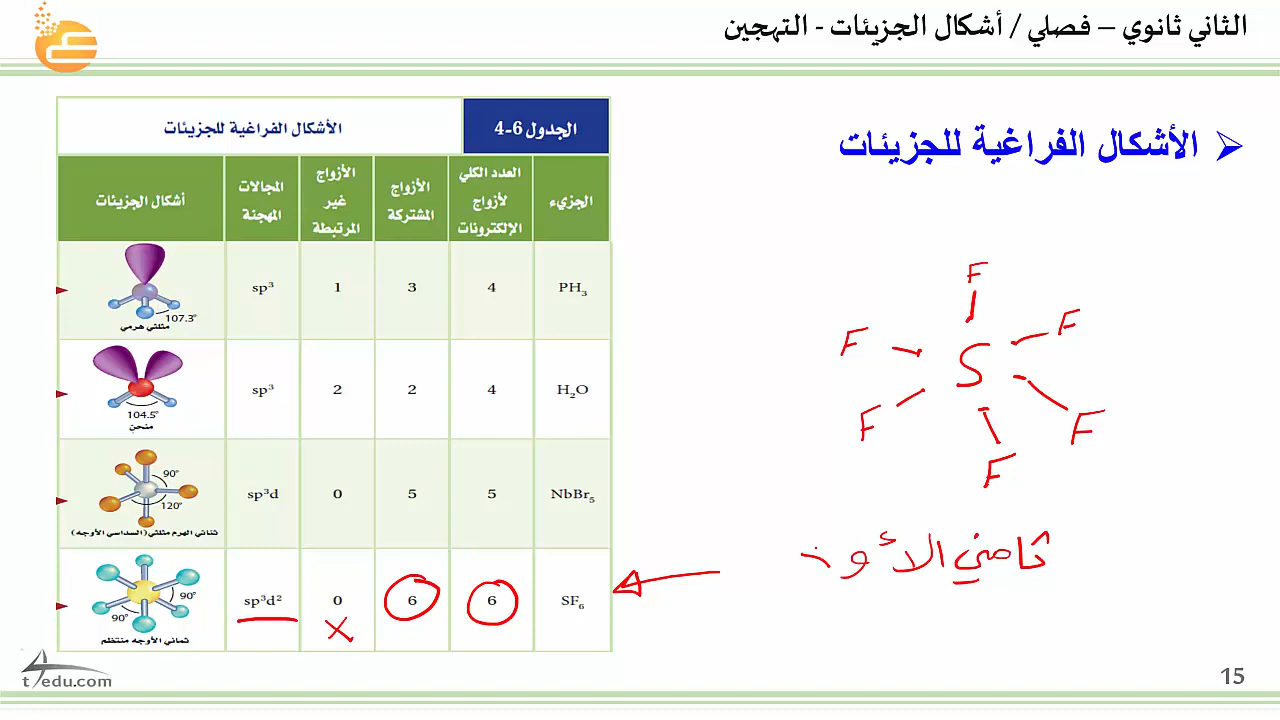 الثاني ثانوي – فصلي / أشكال الجزيئات - التهجين
➢ الأشكال الفراغية للجزيئات
الجدول 6-4 الأشكال الفراغية للجزيئات
الجزيء العدد الكلي لأزواج الإلكترونات الأزواج المشتركة الأزواج غير المرتبطة المجالات المهجنة أشكال الجزيئات
PH₃ 4 3 1 sp³ 107.3°
مثلثي هرمي
H₂O 4 2 2 sp³ 104.5°
منحنٍ
NbBr₅ 5 5 0 sp³d 90° 120°
ثنائي الهرم مثلثي (السداسي الأوجه)
SF₆ 6 6 0 sp³d² 90° 90°
ثماني الأوجه منتظم
X
F
F F
S
F F
F
ثماني
t4edu.com
15